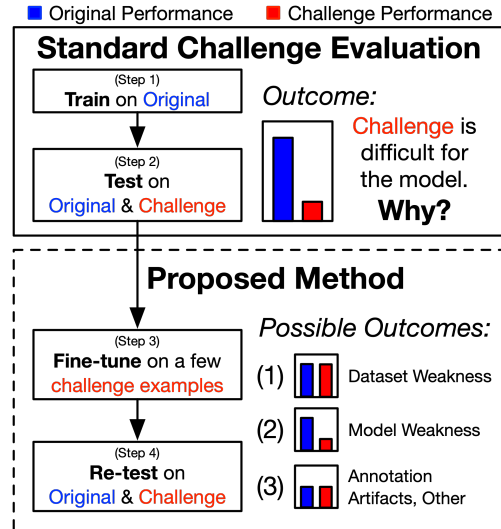 Original Performance
Challenge Performance
Standard Challenge Evaluation
(Step 1)
Train on Original
(Step 2)
Test on
Original & Challenge
Outcome:
Challenge is
difficult for
the model.
Why?
Proposed Method
(Step 3)
Fine-tune on a few
challenge examples
(Step 4)
Re-test on
Original & Challenge
Possible Outcomes:
(1)
Dataset Weakness
(2)
Model Weakness
(3)
Annotation
Artifacts, Other